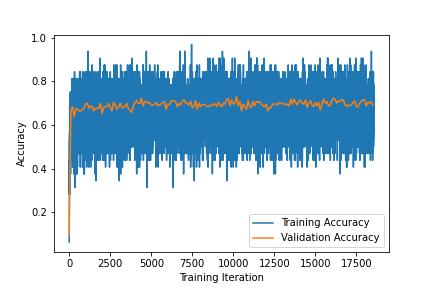 1.0
0.8
0.6
0.4
0.2
Accuracy
0 2500 5000 7500 10000 12500 15000 17500
Training Iteration
Training Accuracy
Validation Accuracy